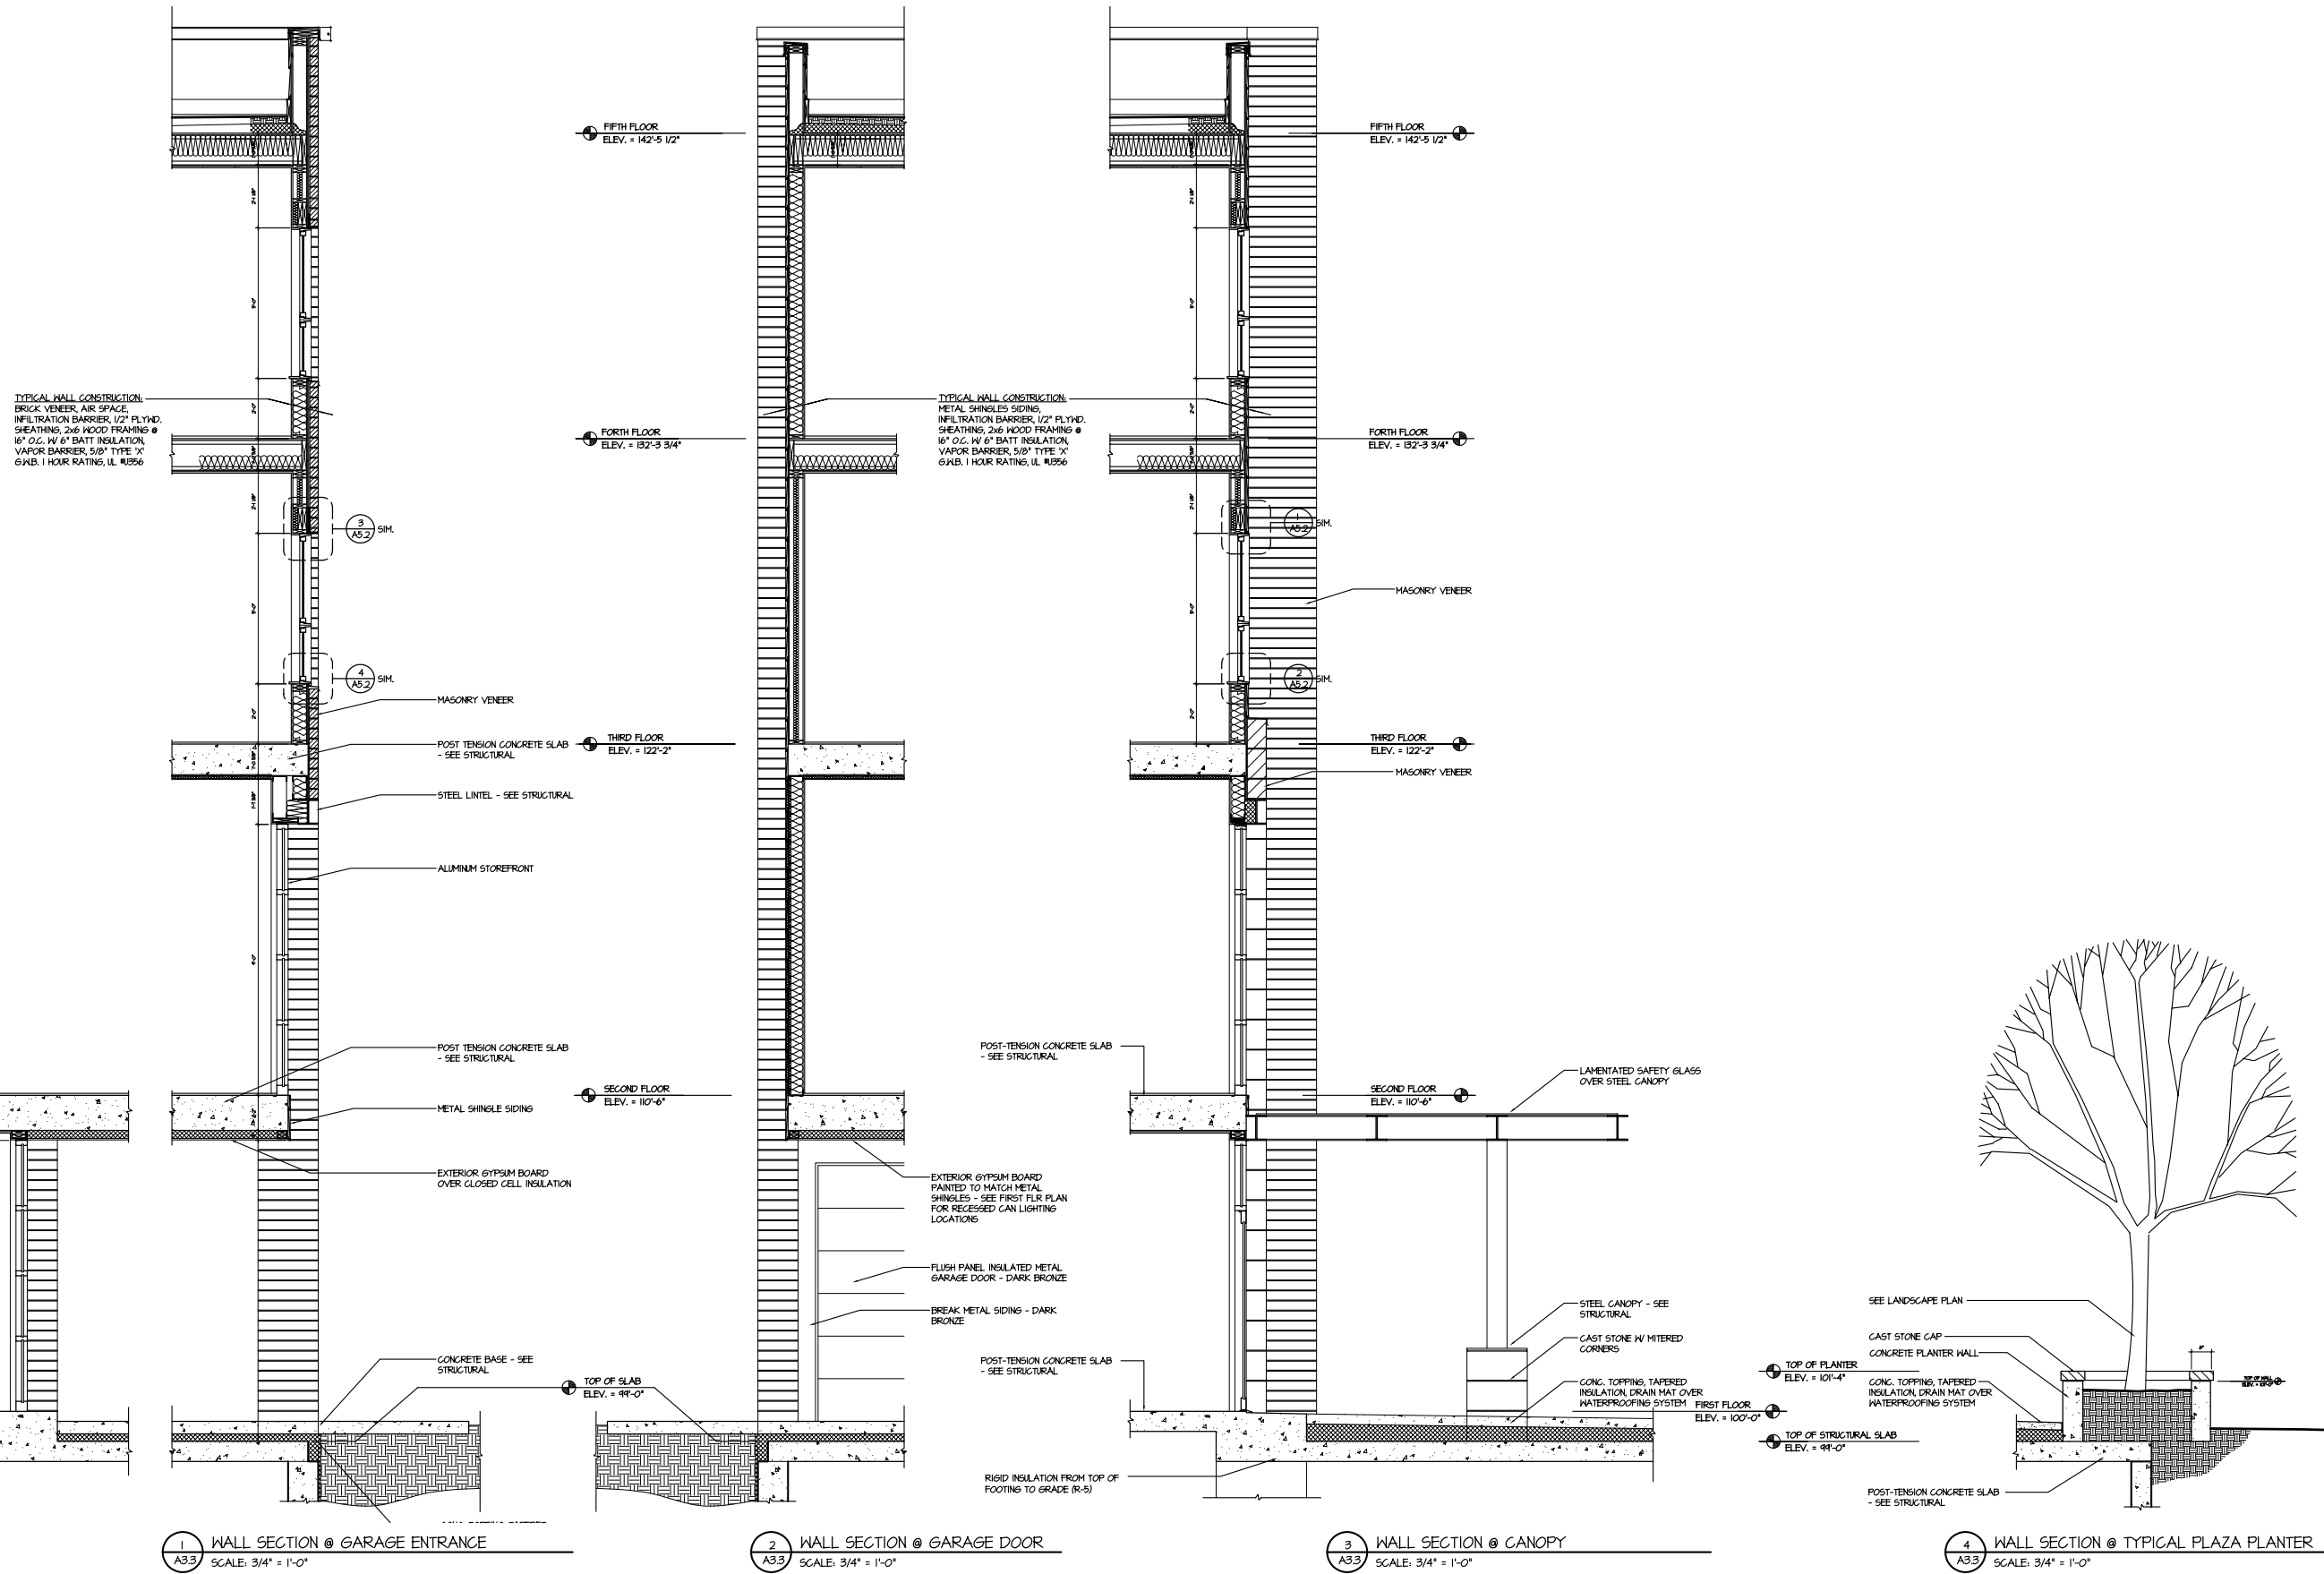 FIFTH FLOOR
ELEV. = 142'-5 1/2"
FIFTH FLOOR
ELEV. = 142'-5 1/2"
TYPICAL WALL CONSTRUCTION:
BRICK VENEER, AIR SPACE,
INFILTRATION BARRIER, 1/2" PLYWD.
SHEATHING, 2x6 WOOD FRAMING @
16" O.C. W/ 6" BATT INSULATION,
VAPOR BARRIER, 5/8" TYPE 'X'
G.W.B. 1 HOUR RATING, UL #U356
FORTH FLOOR
ELEV. = 132'-3 3/4"
TYPICAL WALL CONSTRUCTION:
METAL SHINGLES SIDING,
INFILTRATION BARRIER, 1/2" PLYWD.
SHEATHING, 2x6 WOOD FRAMING @
16" O.C. W/ 6" BATT INSULATION,
VAPOR BARRIER, 5/8" TYPE 'X'
G.W.B. 1 HOUR RATING, UL #U356
FORTH FLOOR
ELEV. = 132'-3 3/4"
3
A5.2
SIM.
1
A5.2
SIM.
MASONRY VENEER
4
A5.2
SIM.
2
A5.2
SIM.
MASONRY VENEER
POST TENSION CONCRETE SLAB
- SEE STRUCTURAL
THIRD FLOOR
ELEV. = 122'-2"
THIRD FLOOR
ELEV. = 122'-2"
MASONRY VENEER
STEEL LINTEL - SEE STRUCTURAL
ALUMINUM STOREFRONT
POST TENSION CONCRETE SLAB
- SEE STRUCTURAL
POST-TENSION CONCRETE SLAB
- SEE STRUCTURAL
LAMENTATED SAFETY GLASS
OVER STEEL CANOPY
SECOND FLOOR
ELEV. = 110'-6"
SECOND FLOOR
ELEV. = 110'-6"
METAL SHINGLE SIDING
EXTERIOR GYPSUM BOARD
OVER CLOSED CELL INSULATION
EXTERIOR GYPSUM BOARD
PAINTED TO MATCH METAL
SHINGLES - SEE FIRST FLR PLAN
FOR RECESSED CAN LIGHTING
LOCATIONS
FLUSH PANEL INSULATED METAL
GARAGE DOOR - DARK BRONZE
BREAK METAL SIDING - DARK
BRONZE
STEEL CANOPY - SEE
STRUCTURAL
CAST STONE W/ MITERED
CORNERS
SEE LANDSCAPE PLAN
CAST STONE CAP
CONCRETE PLANTER WALL
CONCRETE BASE - SEE
STRUCTURAL
TOP OF SLAB
ELEV. = 99'-0"
POST-TENSION CONCRETE SLAB
- SEE STRUCTURAL
CONC. TOPPING, TAPERED
INSULATION, DRAIN MAT OVER
WATERPROOFING SYSTEM
TOP OF PLANTER
ELEV. = 101'-4"
FIRST FLOOR
ELEV. = 100'-0"
TOP OF STRUCTURAL SLAB
ELEV. = 99'-0"
CONC. TOPPING, TAPERED
INSULATION, DRAIN MAT OVER
WATERPROOFING SYSTEM
8"
TOP OF WALL
RIGID INSULATION FROM TOP OF
FOOTING TO GRADE (R-5)
POST-TENSION CONCRETE SLAB
- SEE STRUCTURAL
1
A3.3
WALL SECTION @ GARAGE ENTRANCE
SCALE: 3/4" = 1'-0"
2
A3.3
WALL SECTION @ GARAGE DOOR
SCALE: 3/4" = 1'-0"
3
A3.3
WALL SECTION @ CANOPY
SCALE: 3/4" = 1'-0"
4
A3.3
WALL SECTION @ TYPICAL PLAZA PLANTER
SCALE: 3/4" = 1'-0"